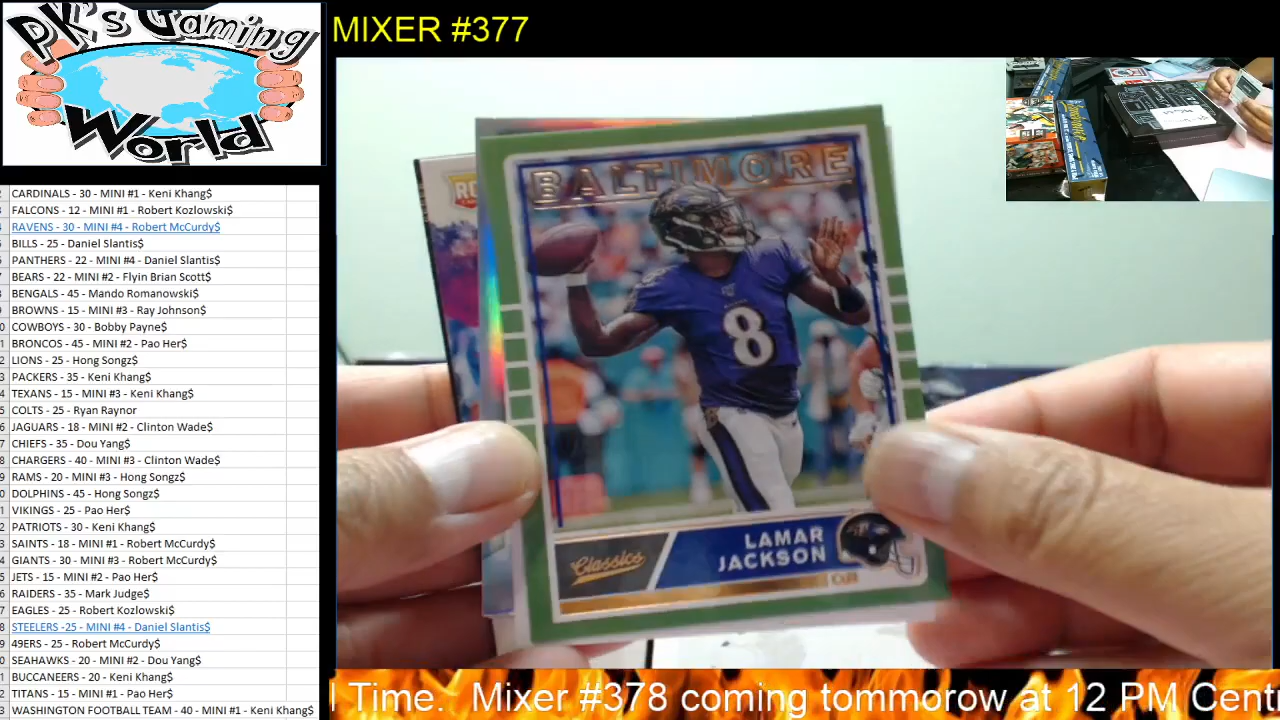 PK's Gaming
World
MIXER #377
CARDINALS - 30 - MINI #1 - Keni Khang$
FALCONS - 12 - MINI #1 - Robert Kozlowski$
RAVENS - 30 - MINI #4 - Robert McCurdy$
BILLS - 25 - Daniel Slantis$
PANTHERS - 22 - MINI #4 - Daniel Slantis$
BEARS - 22 - MINI #2 - Flyin Brian Scott$
BENGALS - 45 - Mando Romanowski$
BROWNS - 15 - MINI #3 - Ray Johnson$
COWBOYS - 30 - Bobby Payne$
BRONCOS - 45 - MINI #2 - Pao Her$
LIONS - 25 - Hong Songz$
PACKERS - 35 - Keni Khang$
TEXANS - 15 - MINI #3 - Keni Khang$
COLTS - 25 - Ryan Raynor
JAGUARS - 18 - MINI #2 - Clinton Wade$
CHIEFS - 35 - Dou Yang$
CHARGERS - 40 - MINI #3 - Clinton Wade$
RAMS - 20 - MINI #3 - Hong Songz$
DOLPHINS - 45 - Hong Songz$
VIKINGS - 25 - Pao Her$
PATRIOTS - 30 - Keni Khang$
SAINTS - 18 - MINI #1 - Robert McCurdy$
GIANTS - 30 - MINI #3 - Robert McCurdy$
JETS - 15 - MINI #2 - Pao Her$
RAIDERS - 35 - Mark Judge$
EAGLES - 25 - Robert Kozlowski$
STEELERS -25 - MINI #4 - Daniel Slantis$
49ERS - 25 - Robert McCurdy$
SEAHAWKS - 20 - MINI #2 - Dou Yang$
BUCCANEERS - 20 - Keni Khang$
TITANS - 15 - MINI #1 - Pao Her$
WASHINGTON FOOTBALL TEAM - 40 - MINI #1 - Keni Khang$
BALTIMORE
8
Classics
LAMAR
JACKSON
QB
l Time. Mixer #378 coming tommorow at 12 PM Cent